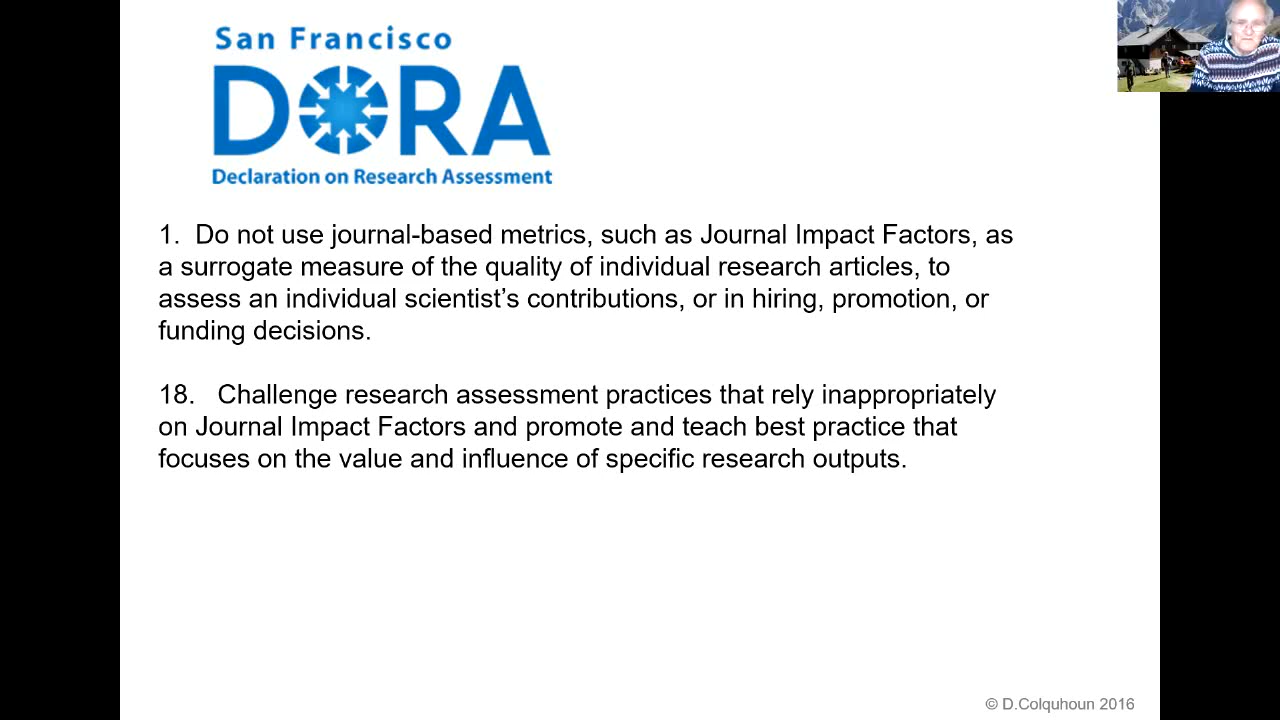 San Francisco
DORA
Declaration on Research Assessment
1.  Do not use journal-based metrics, such as Journal Impact Factors, as
a surrogate measure of the quality of individual research articles, to
assess an individual scientist’s contributions, or in hiring, promotion, or
funding decisions.
18.   Challenge research assessment practices that rely inappropriately
on Journal Impact Factors and promote and teach best practice that
focuses on the value and influence of specific research outputs.
© D.Colquhoun 2016